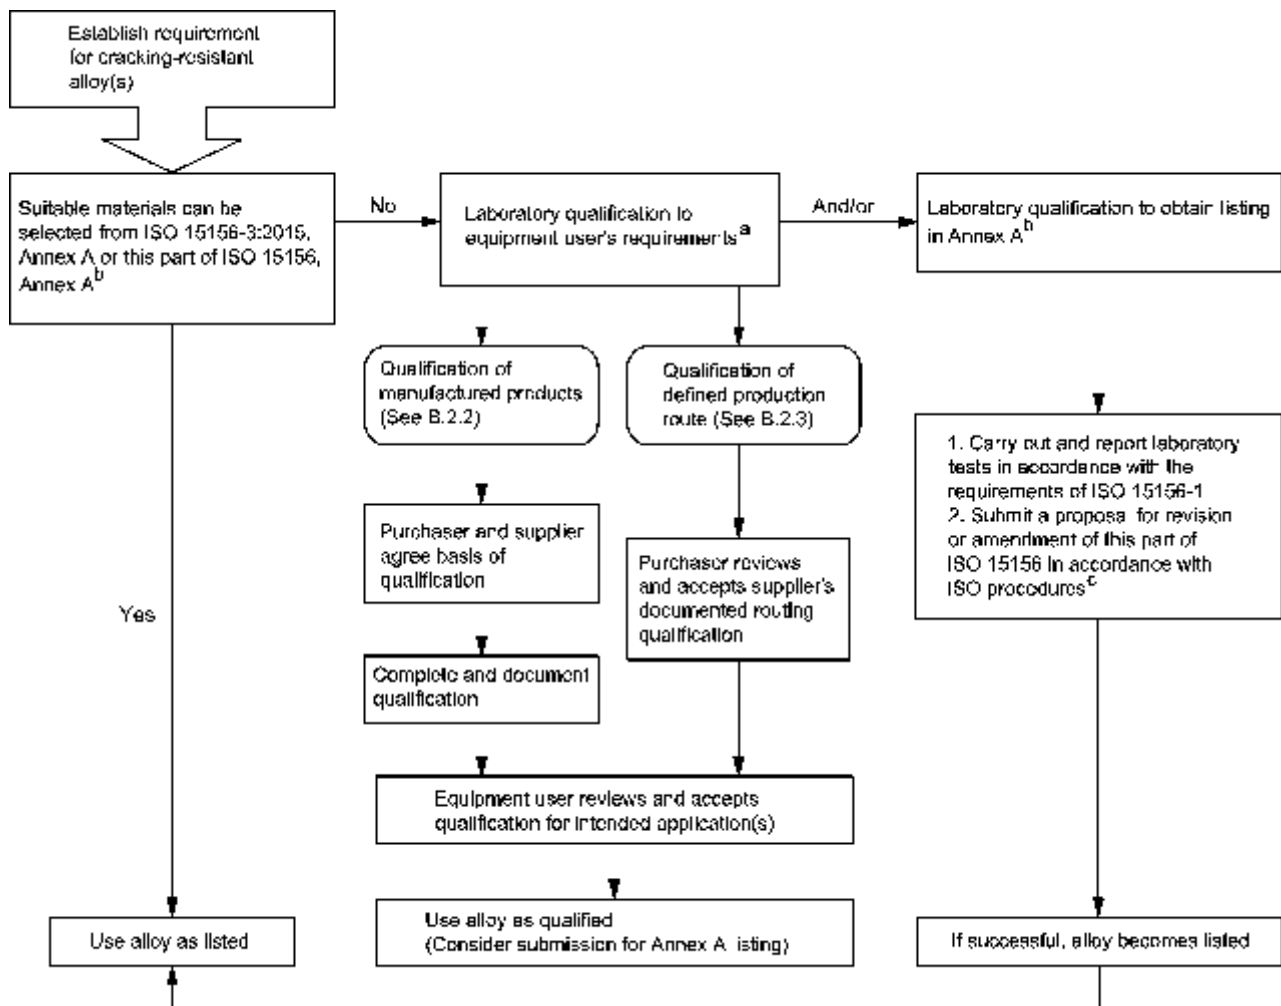 Establish requirement
for cracking-resistant
alloy(s)
Suitable materials can be
selected from ISO 15156-3:2015,
Annex A or this part of ISO 15156,
Annex Ab
No
Laboratory qualification to
equipment user's requirementsa
And/or
Laboratory qualification to obtain listing
in Annex Ab
Qualification of
manufactured products
(See B.2.2)
Qualification of
defined production
route (See B.2.3)
1. Carry out and report laboratory
tests in accordance with the
requirements of ISO 15156-1
2. Submit a proposal for revision
or amendment of this part of
ISO 15156 in accordance with
ISO proceduresc
Purchaser and supplier
agree basis of
qualification
Purchaser reviews
and accepts supplier's
documented routing
qualification
Yes
Complete and document
qualification
Equipment user reviews and accepts
qualification for intended application(s)
Use alloy as listed
Use alloy as qualified
(Consider submission for Annex A listing)
If successful, alloy becomes listed